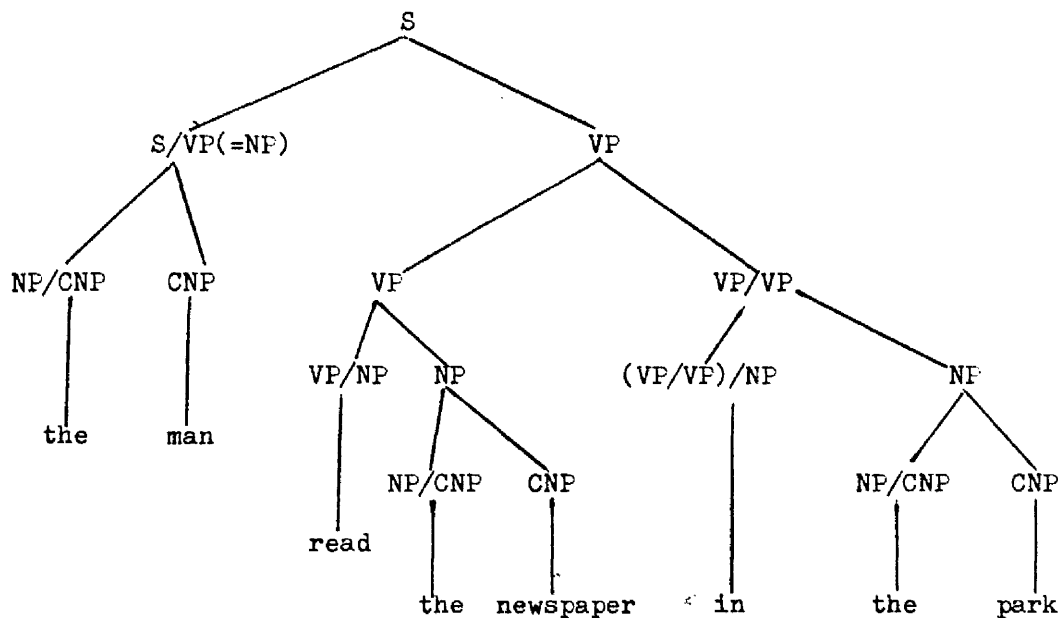 S
S/VP(=NP) VP
NP/CNP CNP VP VP/VP
VP/NP NP (VP/VP)/NP NP
the man
NP/CNP CNP NP/CNP CNP
read
the newspaper in the park